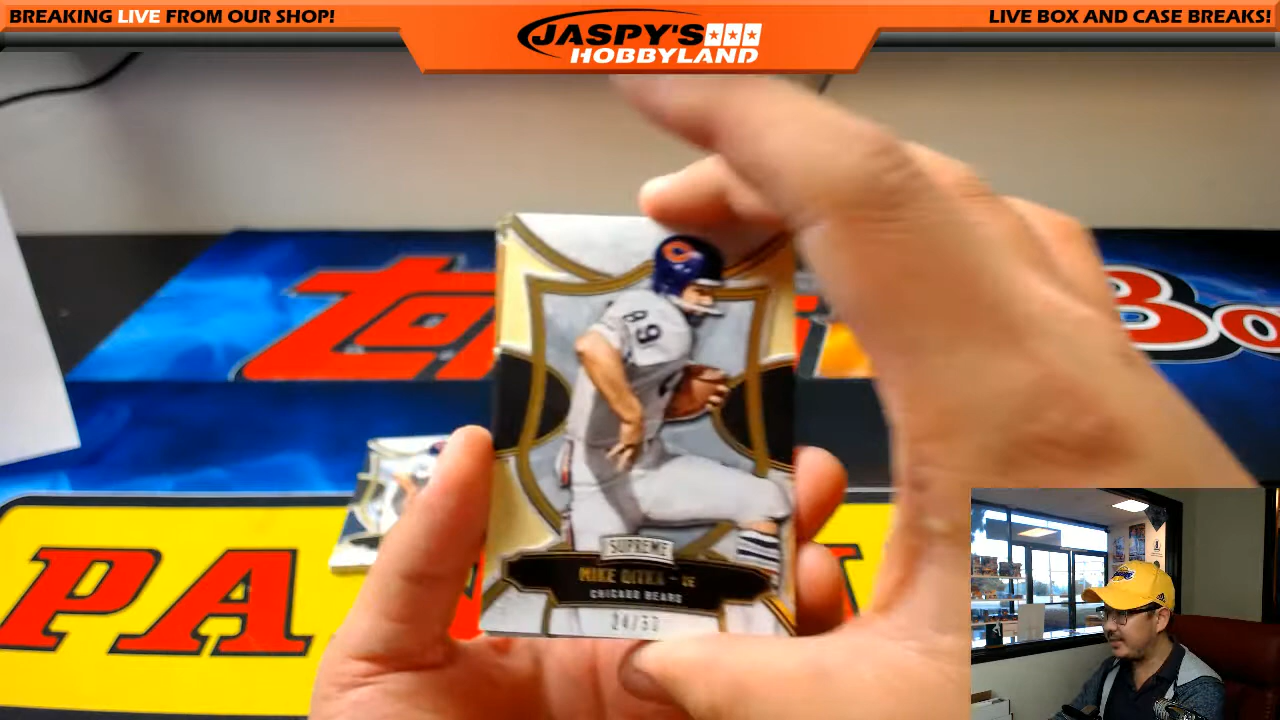 BREAKING LIVE FROM OUR SHOP!
JASPY'S
HOBBYLAND
LIVE BOX AND CASE BREAKS!
89
SUPREME
MIKE DITKA - TE
CHICAGO BEARS
PA